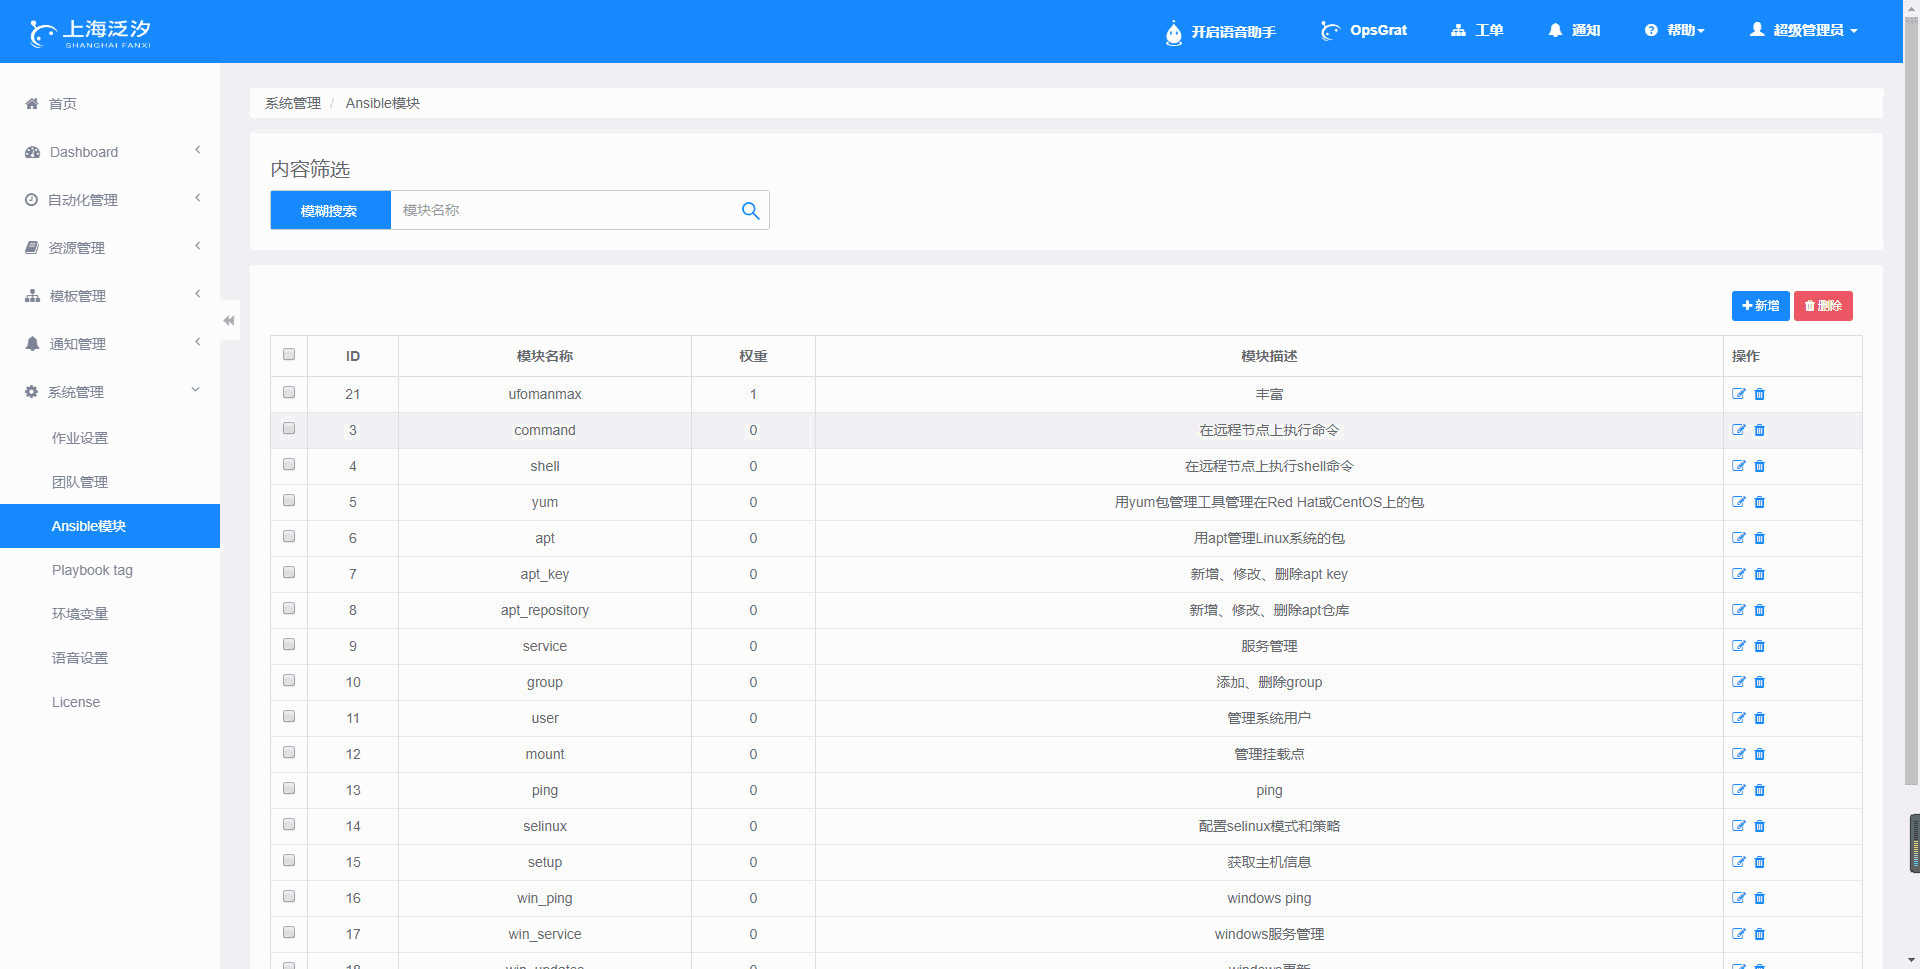 上海泛汐
SHANGHAI FANXI
开启语音助手 OpsGrat 工单 通知 帮助 超级管理员
首页
Dashboard
自动化管理
资源管理
模板管理
通知管理
系统管理
作业设置
团队管理
Ansible模块
Playbook tag
环境变量
语音设置
License
系统管理 / Ansible模块
内容筛选
模糊搜索 模块名称
新增 删除
ID 模块名称 权重 模块描述 操作
21 ufomanmax 1 丰富
3 command 0 在远程节点上执行命令
4 shell 0 在远程节点上执行shell命令
5 yum 0 用yum包管理工具管理在Red Hat或CentOS上的包
6 apt 0 用apt管理Linux系统的包
7 apt_key 0 新增、修改、删除apt key
8 apt_repository 0 新增、修改、删除apt仓库
9 service 0 服务管理
10 group 0 添加、删除group
11 user 0 管理系统用户
12 mount 0 管理挂载点
13 ping 0 ping
14 selinux 0 配置selinux模式和策略
15 setup 0 获取主机信息
16 win_ping 0 windows ping
17 win_service 0 windows服务管理
18 win_updates windows更新